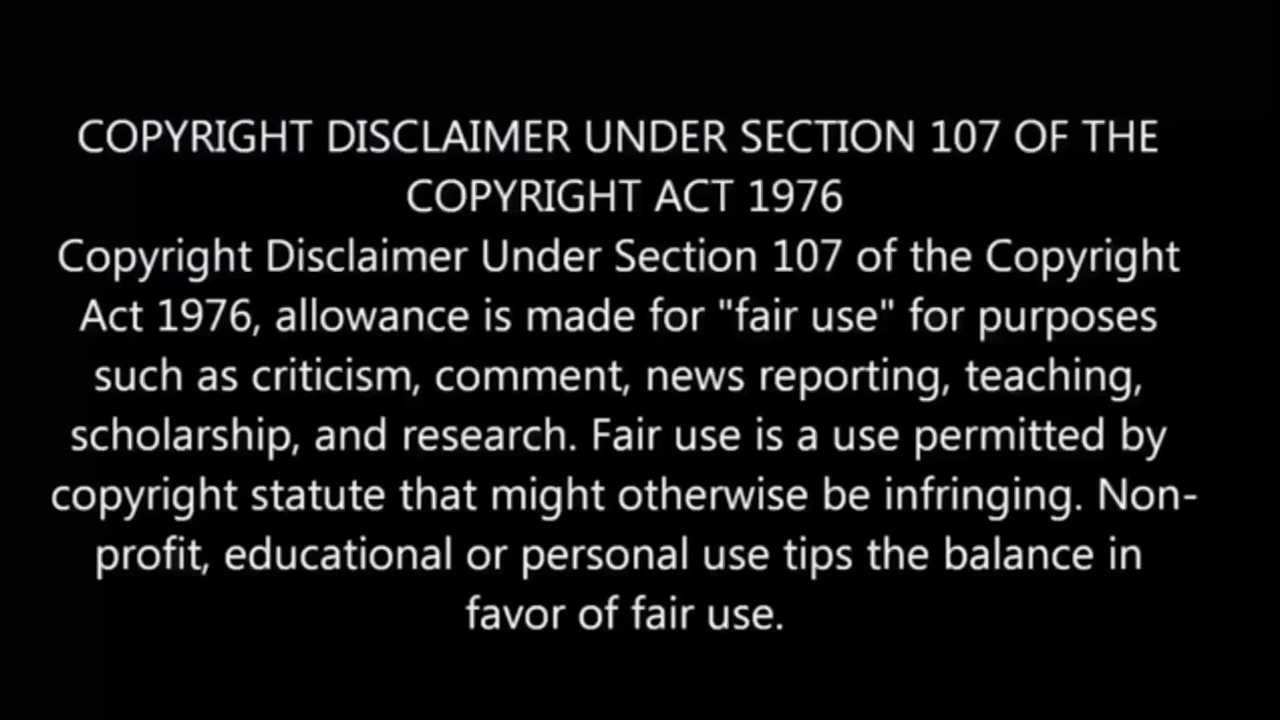 COPYRIGHT DISCLAIMER UNDER SECTION 107 OF THE
COPYRIGHT ACT 1976
Copyright Disclaimer Under Section 107 of the Copyright
Act 1976, allowance is made for "fair use" for purposes
such as criticism, comment, news reporting, teaching,
scholarship, and research. Fair use is a use permitted by
copyright statute that might otherwise be infringing. Non-
profit, educational or personal use tips the balance in
favor of fair use.